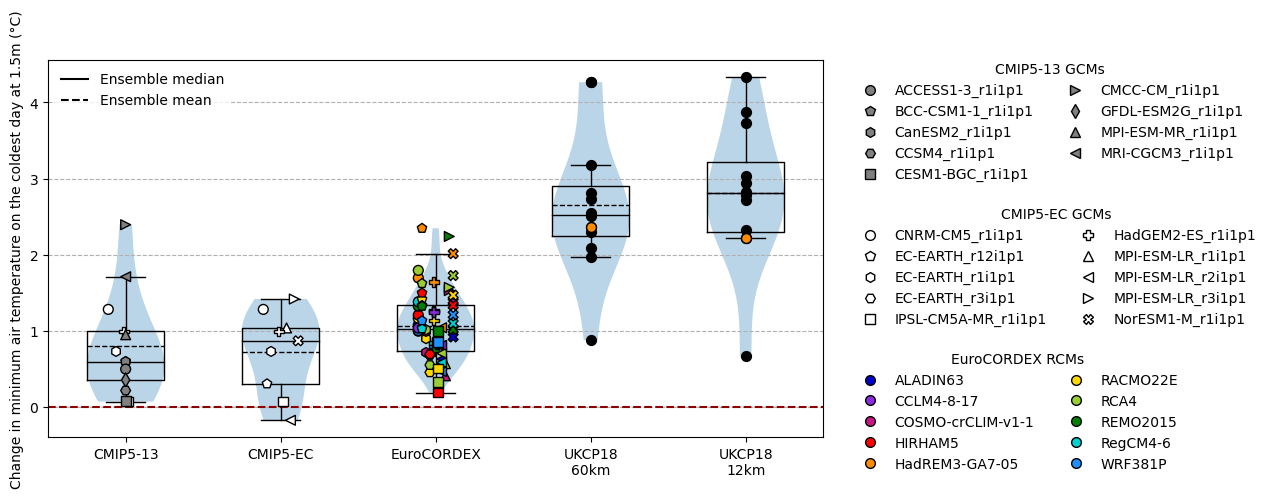 Change in minimum air temperature on the coldest day at 1.5m (°C)
Ensemble median
Ensemble mean
4
3
2
1
0
CMIP5-13
CMIP5-EC
EuroCORDEX
UKCP18
60km
UKCP18
12km
CMIP5-13 GCMs
ACCESS1-3_r1i1p1
BCC-CSM1-1_r1i1p1
CanESM2_r1i1p1
CCSM4_r1i1p1
CESM1-BGC_r1i1p1
CMCC-CM_r1i1p1
GFDL-ESM2G_r1i1p1
MPI-ESM-MR_r1i1p1
MRI-CGCM3_r1i1p1
CMIP5-EC GCMs
CNRM-CM5_r1i1p1
EC-EARTH_r12i1p1
EC-EARTH_r1i1p1
EC-EARTH_r3i1p1
IPSL-CM5A-MR_r1i1p1
HadGEM2-ES_r1i1p1
MPI-ESM-LR_r1i1p1
MPI-ESM-LR_r2i1p1
MPI-ESM-LR_r3i1p1
NorESM1-M_r1i1p1
EuroCORDEX RCMs
ALADIN63
CCLM4-8-17
COSMO-crCLIM-v1-1
HIRHAM5
HadREM3-GA7-05
RACMO22E
RCA4
REMO2015
RegCM4-6
WRF381P